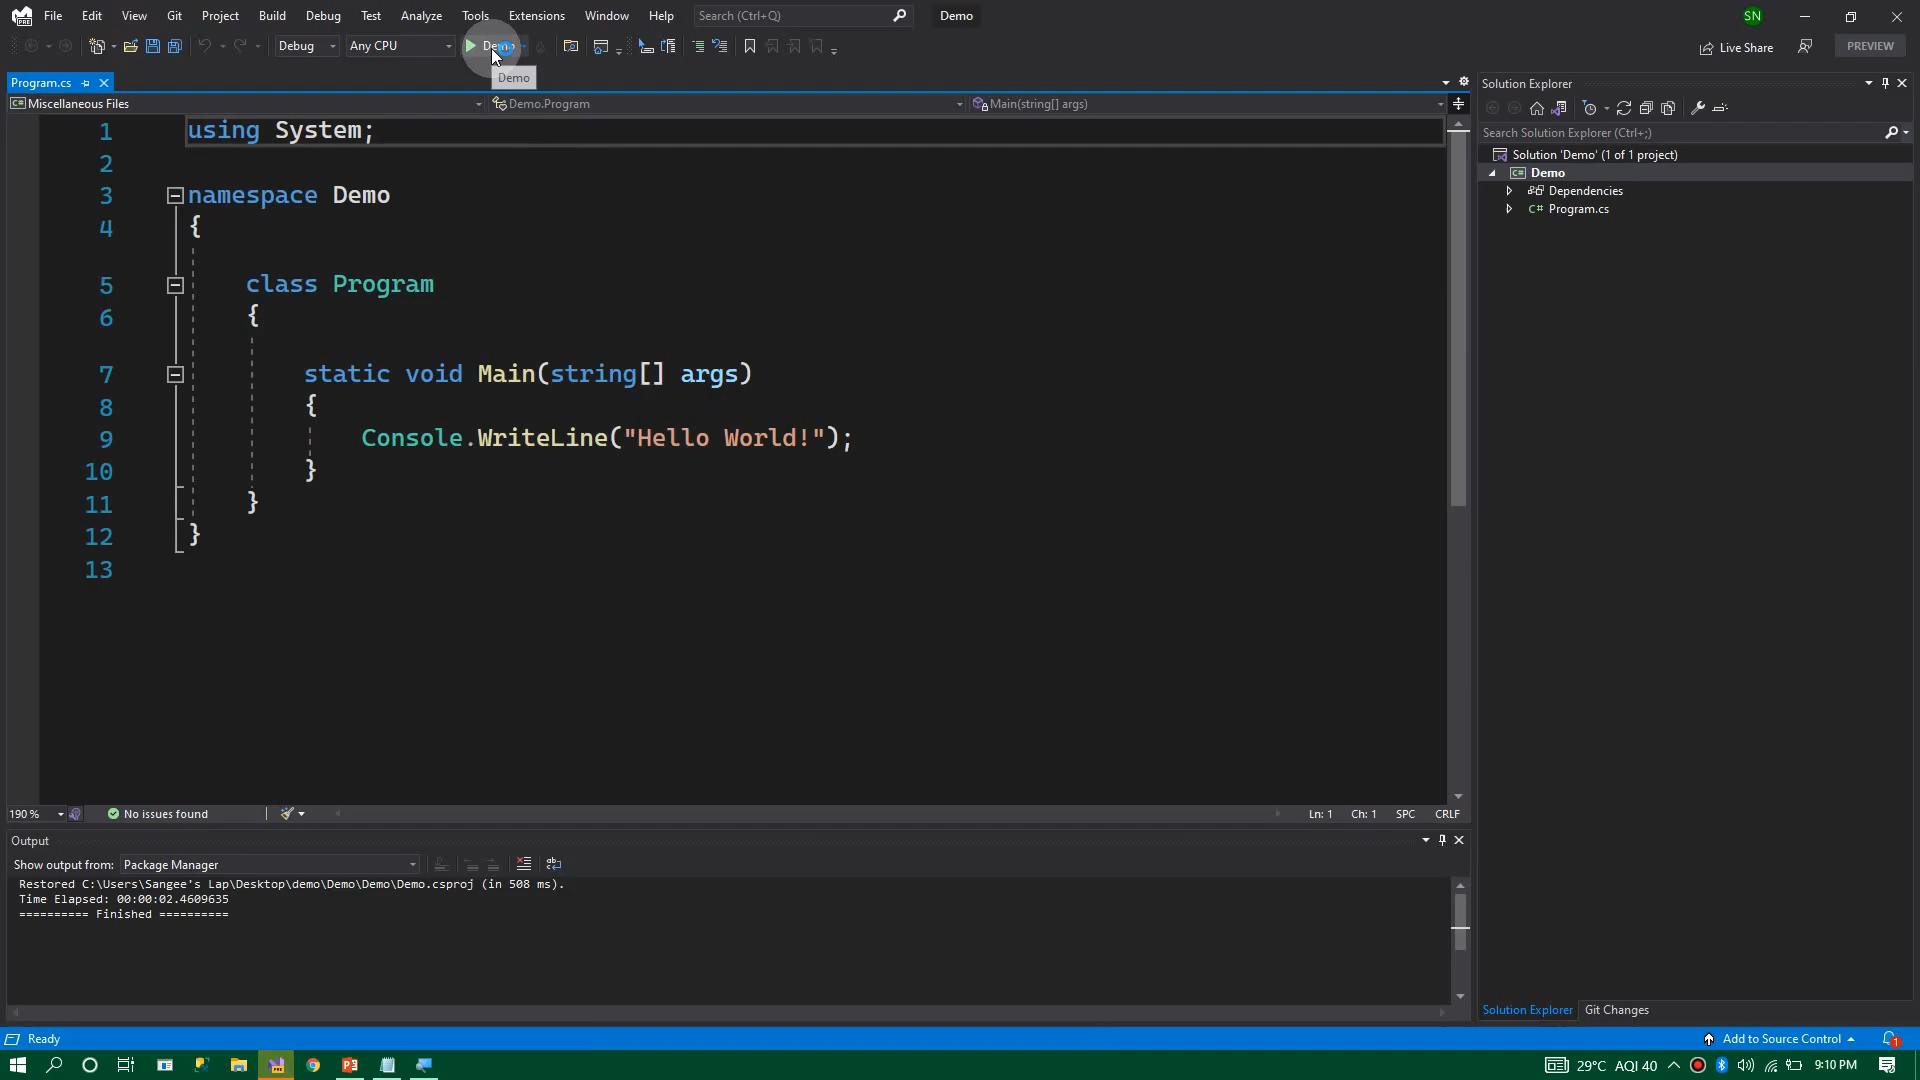 File Edit View Git Project Build Debug Test Analyze Tools Extensions Window Help Search (Ctrl+Q) Demo SN
Debug Any CPU Demo Live Share PREVIEW
Demo
Program.cs
Solution Explorer
Miscellaneous Files Demo.Program Main(string[] args)
Search Solution Explorer (Ctrl+;)
Solution 'Demo' (1 of 1 project)
C# Demo
Dependencies
C# Program.cs
1 using System;
2
3 namespace Demo
4 {
5 class Program
6 {
7 static void Main(string[] args)
8 {
9 Console.WriteLine("Hello World!");
10 }
11 }
12 }
13
190 % No issues found Ln: 1 Ch: 1 SPC CRLF
Output
Show output from: Package Manager
Restored C:\Users\Sangee's Lap\Desktop\demo\Demo\Demo\Demo.csproj (in 508 ms).
Time Elapsed: 00:00:02.4609635
========== Finished ==========
Solution Explorer Git Changes
Ready Add to Source Control 1
29°C AQI 40 9:10 PM